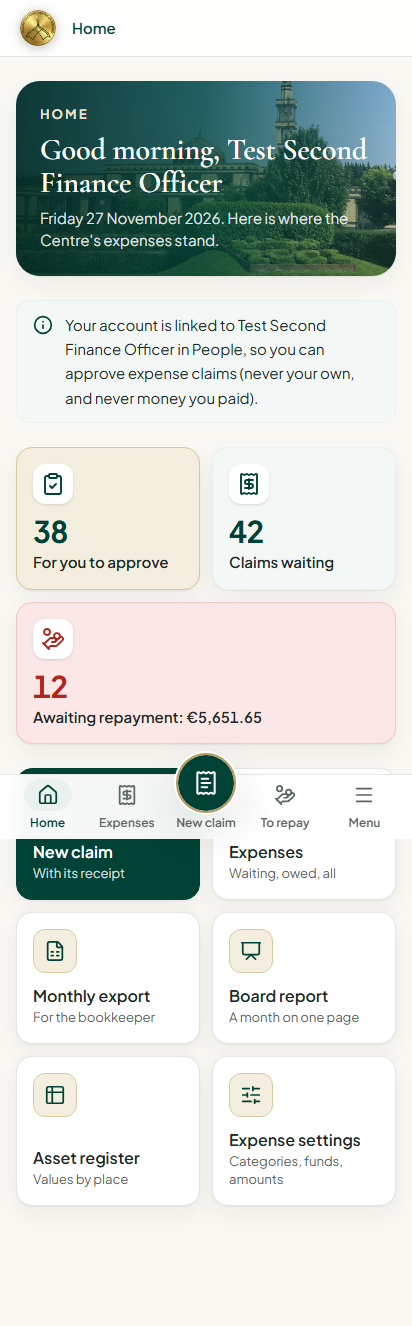 Home
HOME
Good morning, Test Second
Finance Officer
Friday 27 November 2026. Here is where the
Centre's expenses stand.
Your account is linked to Test Second
Finance Officer in People, so you can
approve expense claims (never your own,
and never money you paid).
38
For you to approve
42
Claims waiting
12
Awaiting repayment: €5,651.65
Home
Expenses
New claim
To repay
Menu
New claim
With its receipt
Expenses
Waiting, owed, all
Monthly export
For the bookkeeper
Board report
A month on one page
Asset register
Values by place
Expense settings
Categories, funds,
amounts